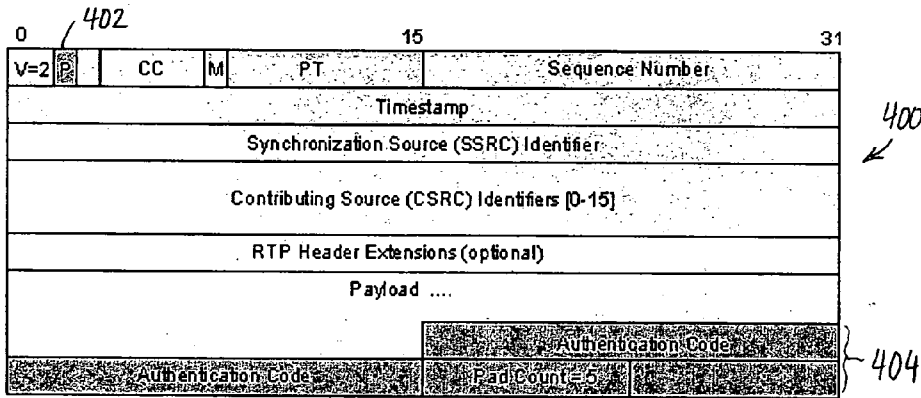 402
0 15 31
V=2 P CC M PT Sequence Number
Timestamp
400
Synchronization Source (SSRC) Identifier
Contributing Source (CSRC) Identifiers [0-15]
RTP Header Extensions (optional)
Payload ....
Authentication Code
Authentication Code Pad Count = 5
404